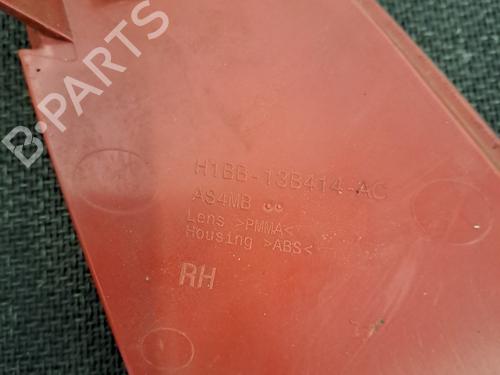 B-PARTS
H1BB-13B414-AC
AS4MB
Lens >PMMA<
Housing >ABS<
RH